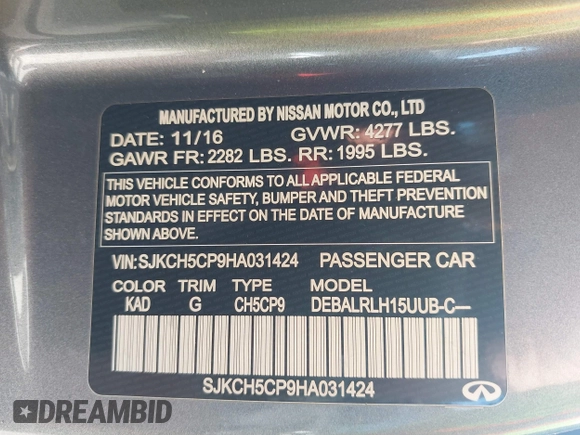 MANUFACTURED BY NISSAN MOTOR CO., LTD
DATE: 11/16 GVWR: 4277 LBS.
GAWR FR: 2282 LBS. RR: 1995 LBS.
THIS VEHICLE CONFORMS TO ALL APPLICABLE FEDERAL
MOTOR VEHICLE SAFETY, BUMPER AND THEFT PREVENTION
STANDARDS IN EFFECT ON THE DATE OF MANUFACTURE
SHOWN ABOVE.
VIN: SJKCH5CP9HA031424 PASSENGER CAR
COLOR TRIM TYPE MODEL
KAD G CH5CP9 DEBALRLH15UUB-C—
SJKCH5CP9HA031424
DREAMBID